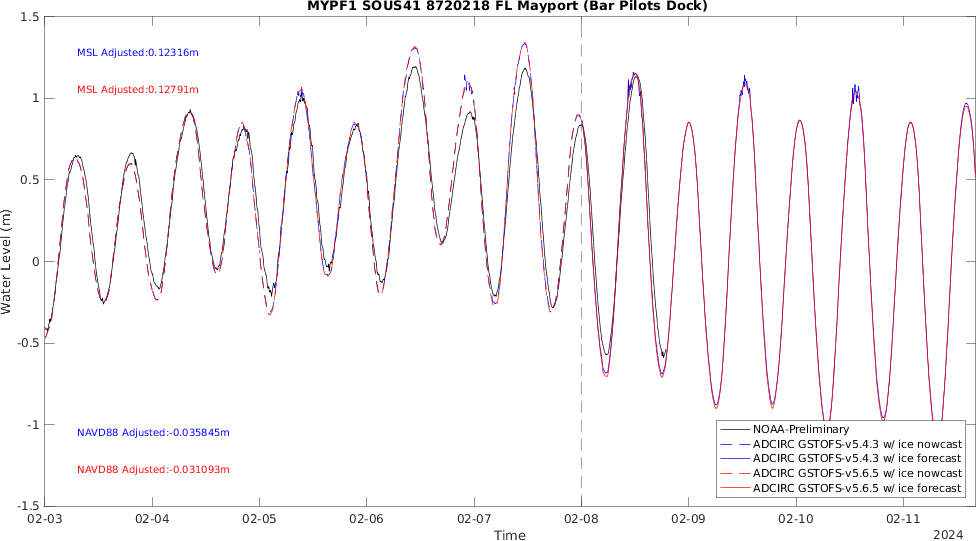 MYPF1 SOUS41 8720218 FL Mayport (Bar Pilots Dock)
1.5
1
0.5
0
-0.5
-1
-1.5
Water Level (m)
MSL Adjusted:0.12316m
MSL Adjusted:0.12791m
NAVD88 Adjusted:-0.035845m
NAVD88 Adjusted:-0.031093m
NOAA-Preliminary
ADCIRC GSTOFS-v5.4.3 w/ ice nowcast
ADCIRC GSTOFS-v5.4.3 w/ ice forecast
ADCIRC GSTOFS-v5.6.5 w/ ice nowcast
ADCIRC GSTOFS-v5.6.5 w/ ice forecast
02-03 02-04 02-05 02-06 02-07 02-08 02-09 02-10 02-11
Time
2024